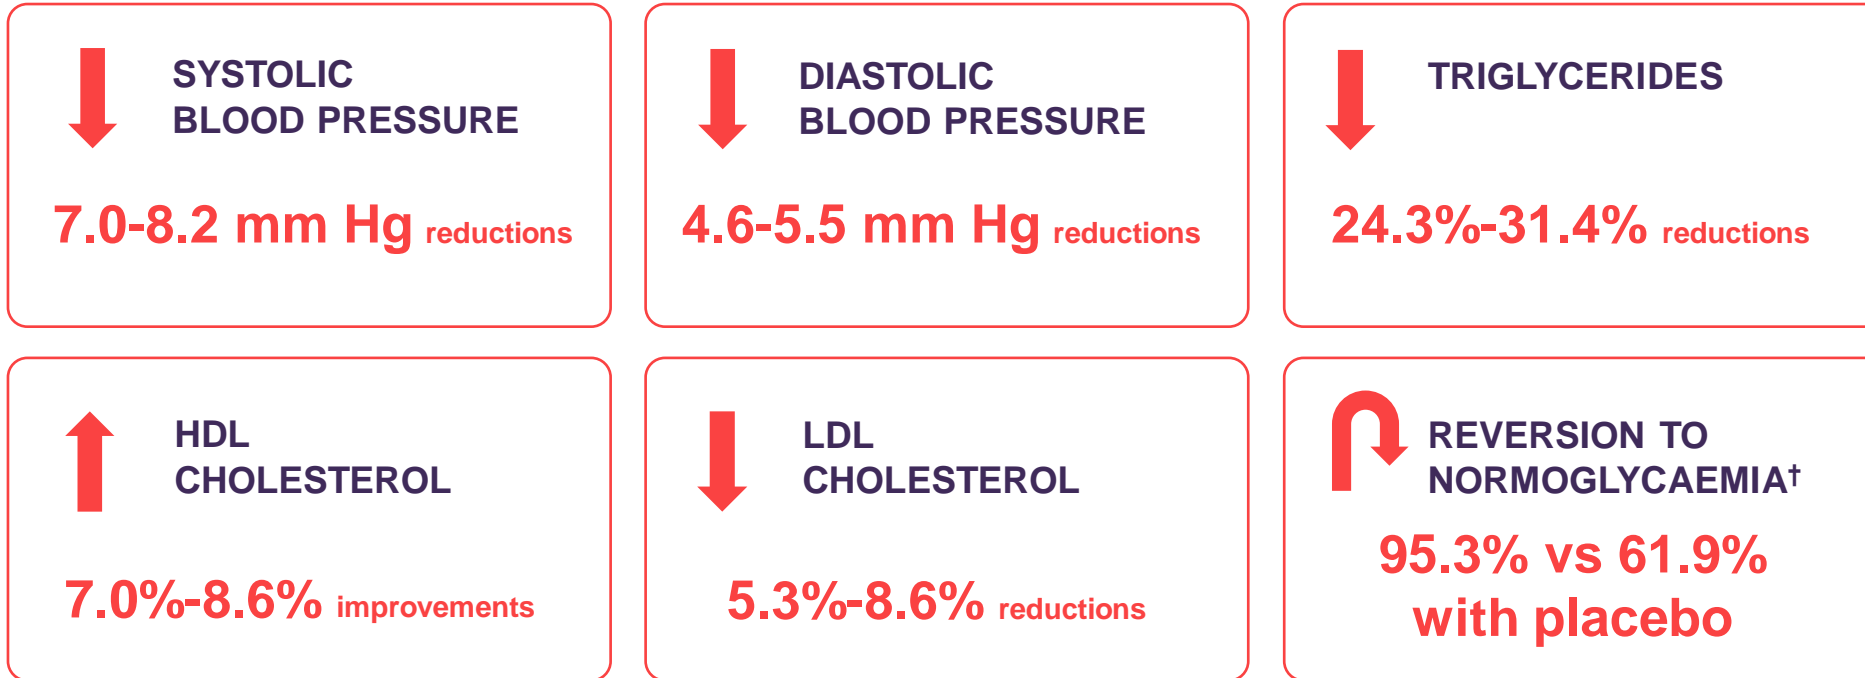 SYSTOLIC
BLOOD PRESSURE
7.0-8.2 mm Hg reductions
DIASTOLIC
BLOOD PRESSURE
4.6-5.5 mm Hg reductions
TRIGLYCERIDES
24.3%-31.4% reductions
HDL
CHOLESTEROL
7.0%-8.6% improvements
LDL
CHOLESTEROL
5.3%-8.6% reductions
REVERSION TO
NORMOGLYCAEMIA†
95.3% vs 61.9%
with placebo